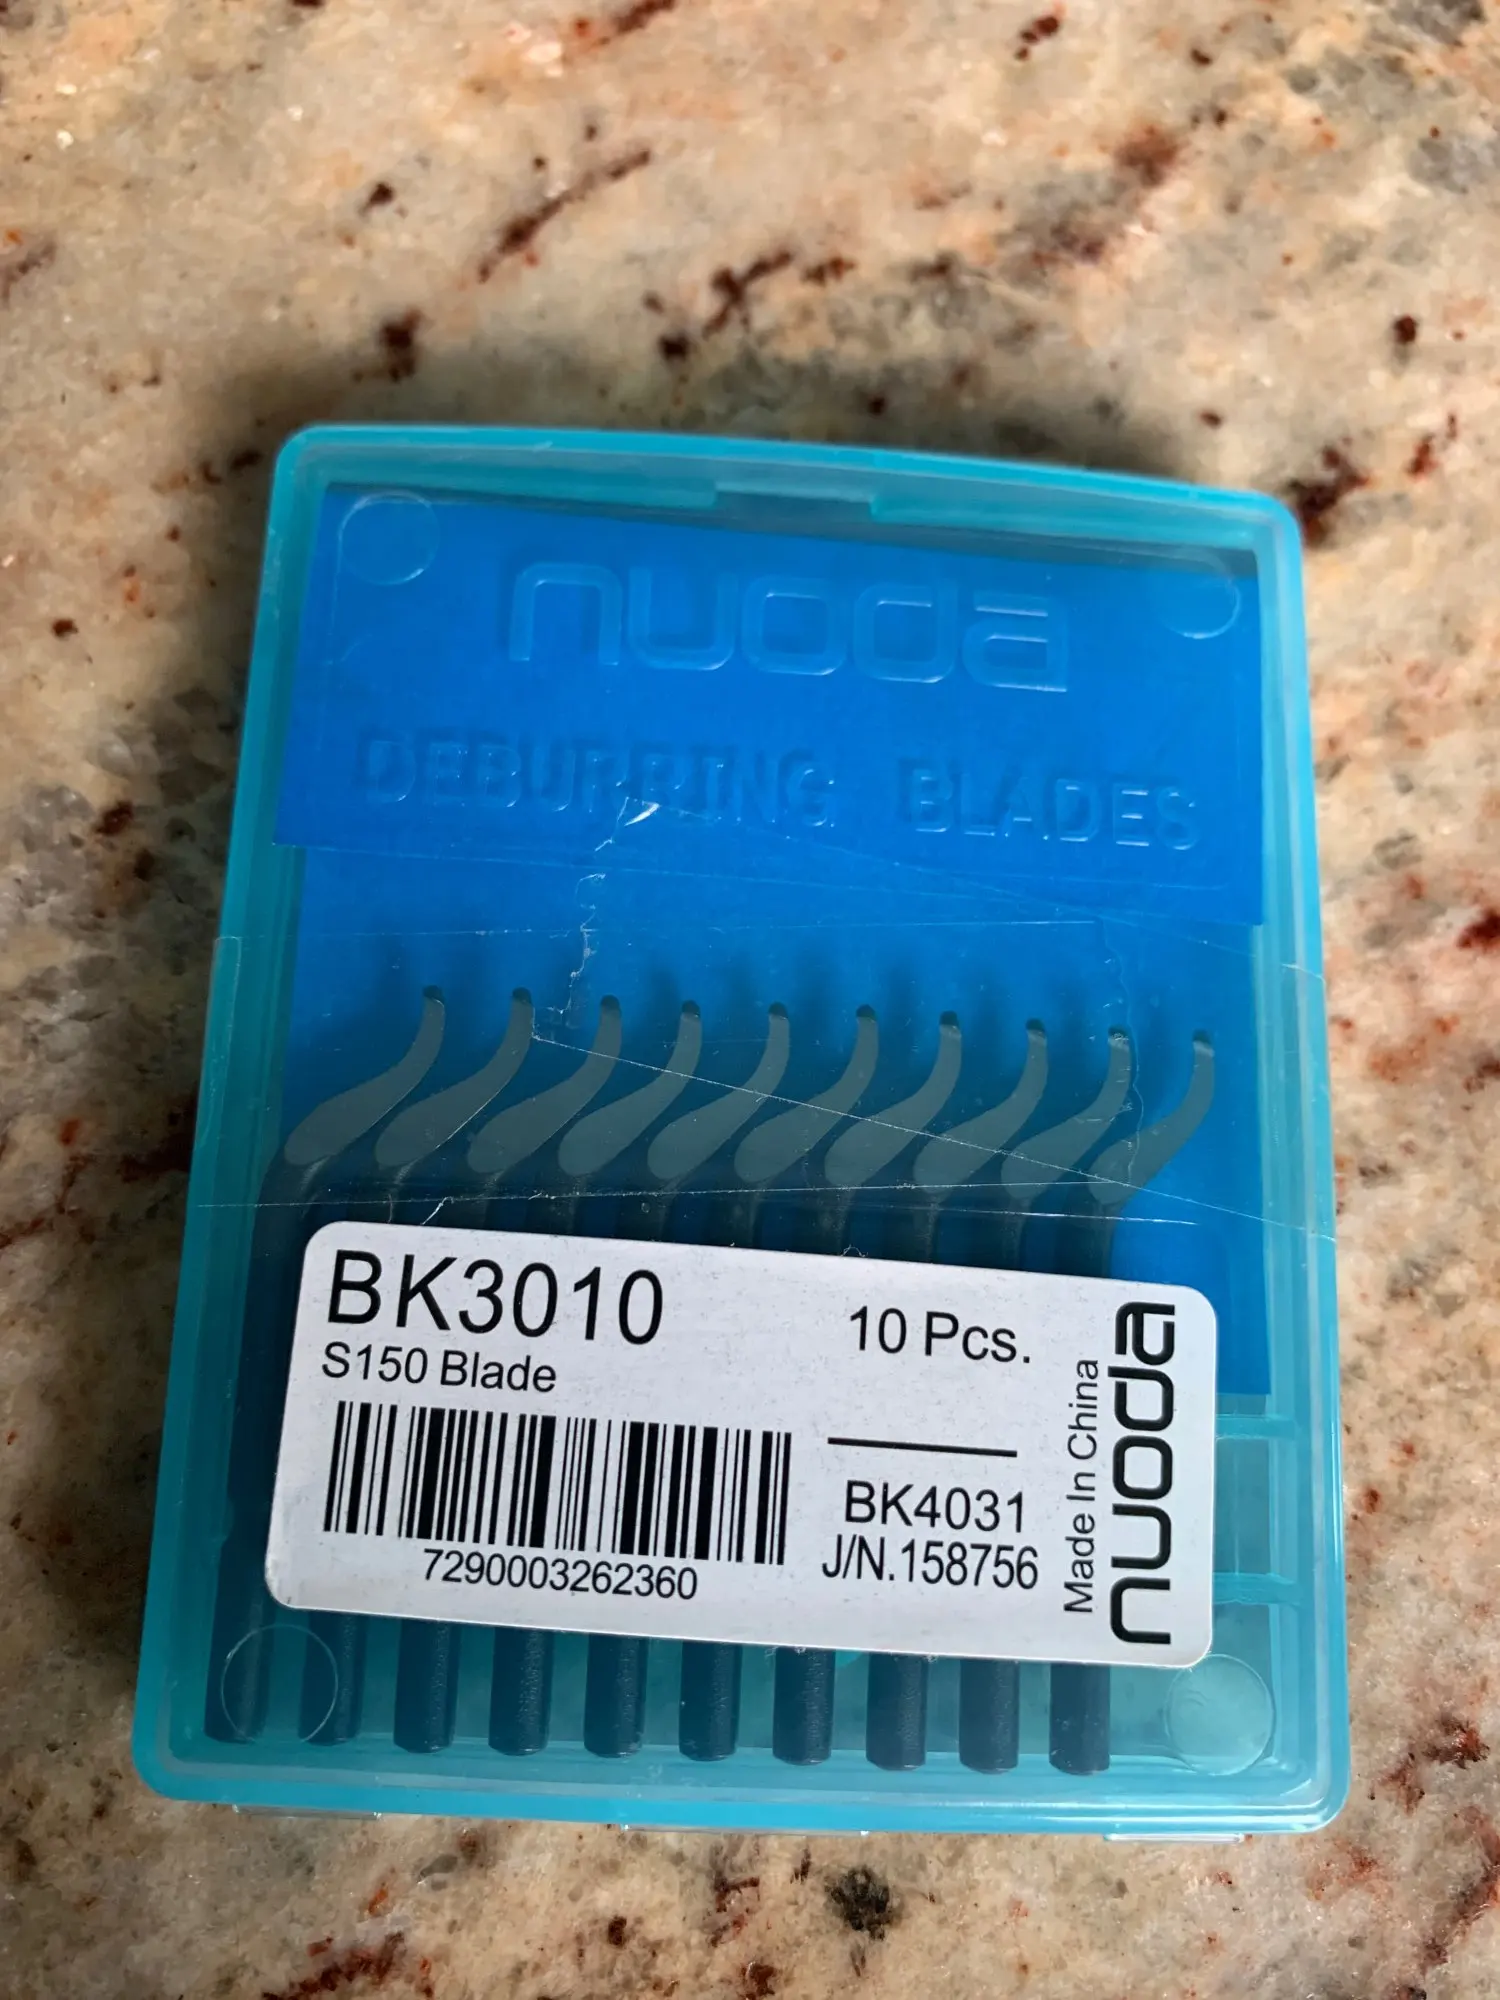 nuoda
DEBURRING BLADES
BK3010
10 Pcs.
S150 Blade
7290003262360
BK4031
J/N.158756
Made In China
nuoda